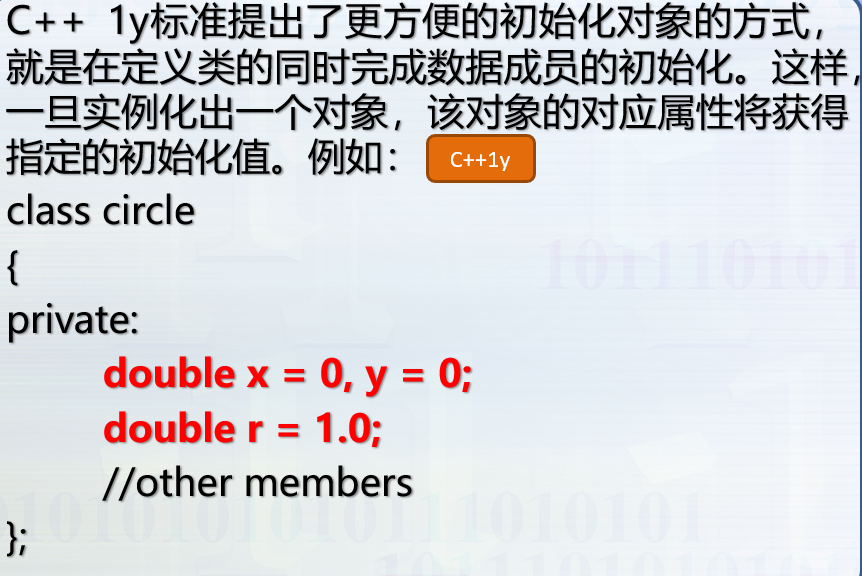 C++ 1y标准提出了更方便的初始化对象的方式，
就是在定义类的同时完成数据成员的初始化。这样，
一旦实例化出一个对象，该对象的对应属性将获得
指定的初始化值。例如： C++1y
class circle
{
private:
double x = 0, y = 0;
double r = 1.0;
//other members
};